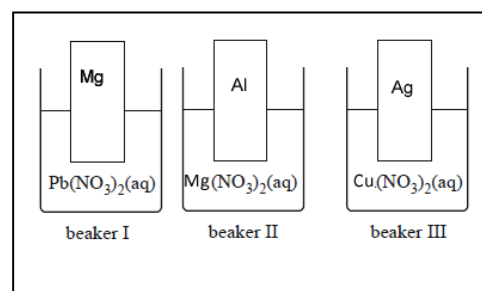 Mg
Al
Ag
Pb(NO₃)₂(aq)
Mg(NO₃)₂(aq)
Cu.(NO₃)₂(aq)
beaker I
beaker II
beaker III